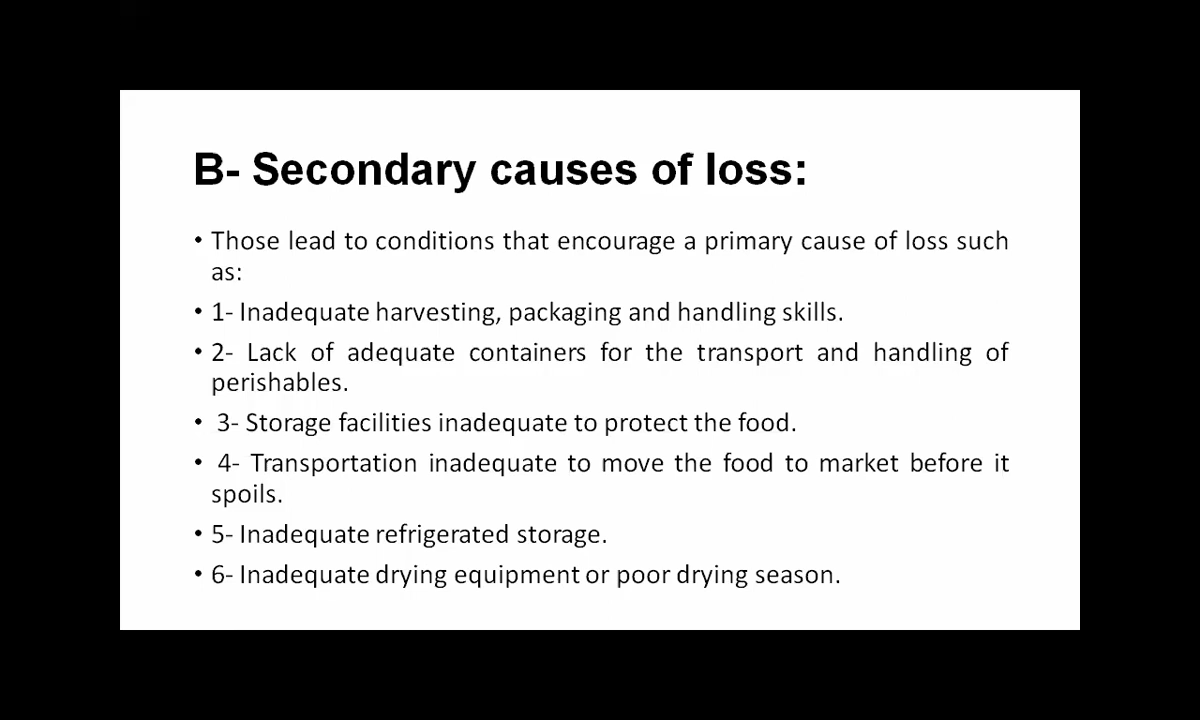 B- Secondary causes of loss:
• Those lead to conditions that encourage a primary cause of loss such
as:
• 1- Inadequate harvesting, packaging and handling skills.
• 2- Lack of adequate containers for the transport and handling of
perishables.
• 3- Storage facilities inadequate to protect the food.
• 4- Transportation inadequate to move the food to market before it
spoils.
• 5- Inadequate refrigerated storage.
• 6- Inadequate drying equipment or poor drying season.